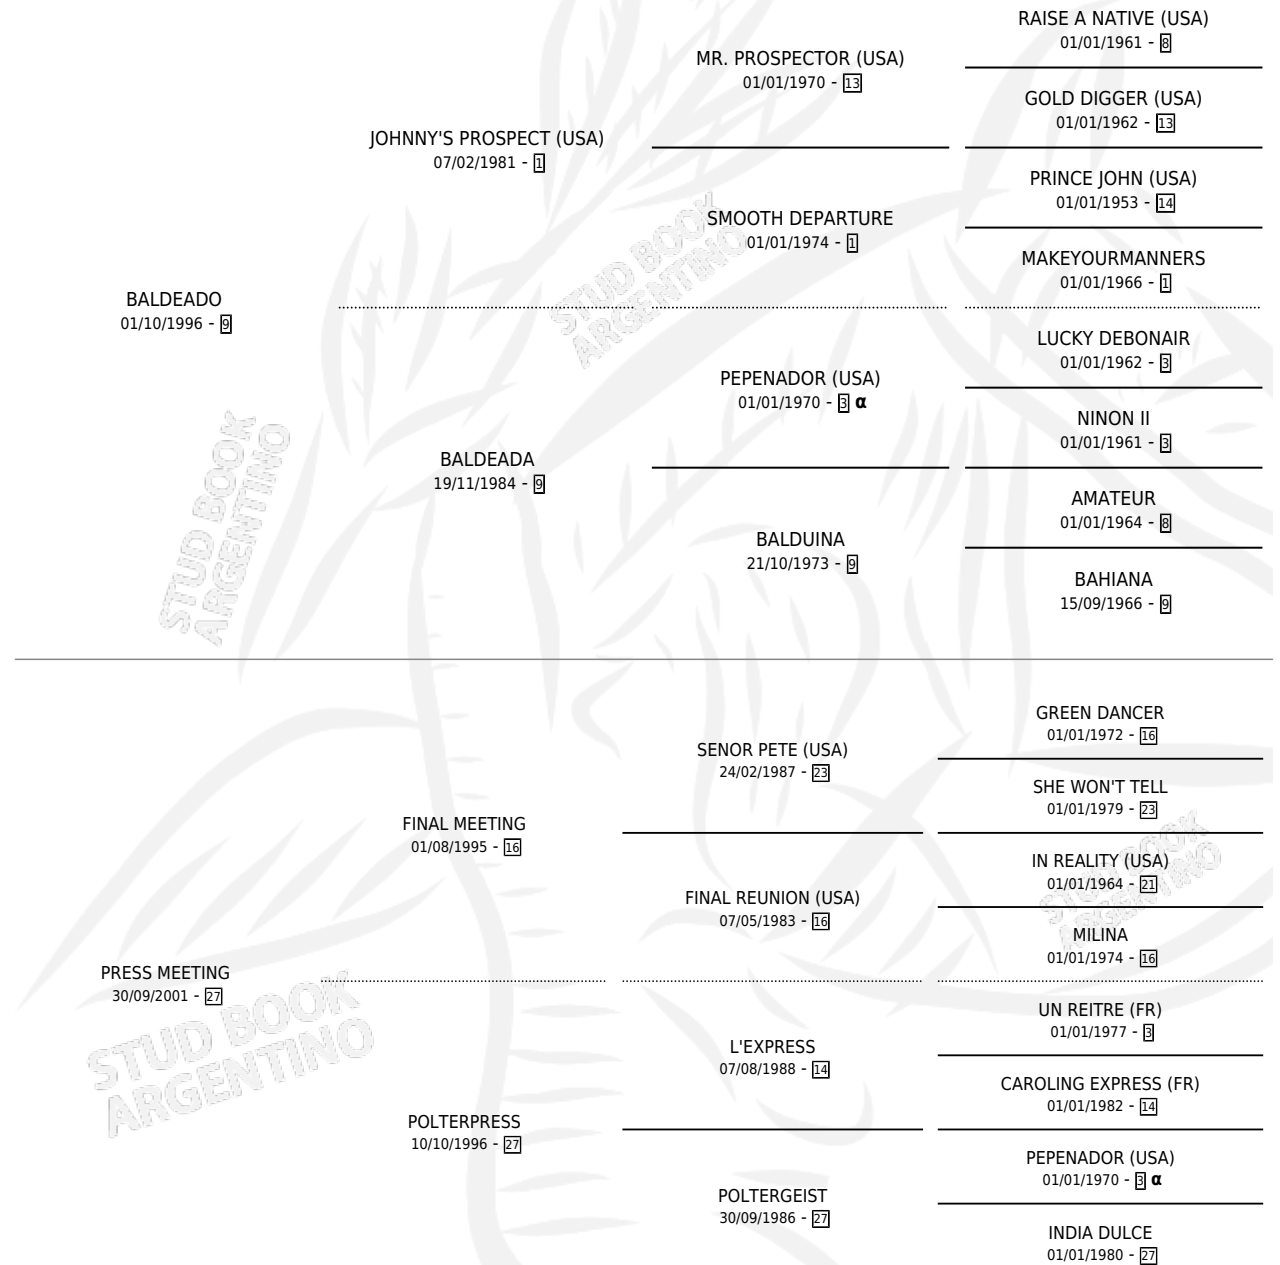 RAISE A NATIVE (USA)
01/01/1961 - 8
MR. PROSPECTOR (USA)
01/01/1970 - 13
GOLD DIGGER (USA)
01/01/1962 - 13
JOHNNY'S PROSPECT (USA)
07/02/1981 - 1
PRINCE JOHN (USA)
01/01/1953 - 14
SMOOTH DEPARTURE
01/01/1974 - 1
MAKEYOURMANNERS
01/01/1966 - 1
BALDEADO
01/10/1996 - 9
LUCKY DEBONAIR
01/01/1962 - 3
PEPENADOR (USA)
01/01/1970 - 3 α
NINON II
01/01/1961 - 3
BALDEADA
19/11/1984 - 9
AMATEUR
01/01/1964 - 8
BALDUINA
21/10/1973 - 9
BAHIANA
15/09/1966 - 9
GREEN DANCER
01/01/1972 - 16
SENOR PETE (USA)
24/02/1987 - 23
SHE WON'T TELL
01/01/1979 - 23
FINAL MEETING
01/08/1995 - 16
IN REALITY (USA)
01/01/1964 - 21
FINAL REUNION (USA)
07/05/1983 - 16
MILINA
01/01/1974 - 16
PRESS MEETING
30/09/2001 - 27
UN REITRE (FR)
01/01/1977 - 3
L'EXPRESS
07/08/1988 - 14
CAROLING EXPRESS (FR)
01/01/1982 - 14
POLTERPRESS
10/10/1996 - 27
PEPENADOR (USA)
01/01/1970 - 3 α
POLTERGEIST
30/09/1986 - 27
INDIA DULCE
01/01/1980 - 27
STUD BOOK
ARGENTINO
STUD BOOK
ARGENTINO
STUD BOOK
ARGENTINO
STUD BOOK
ARGENTINO